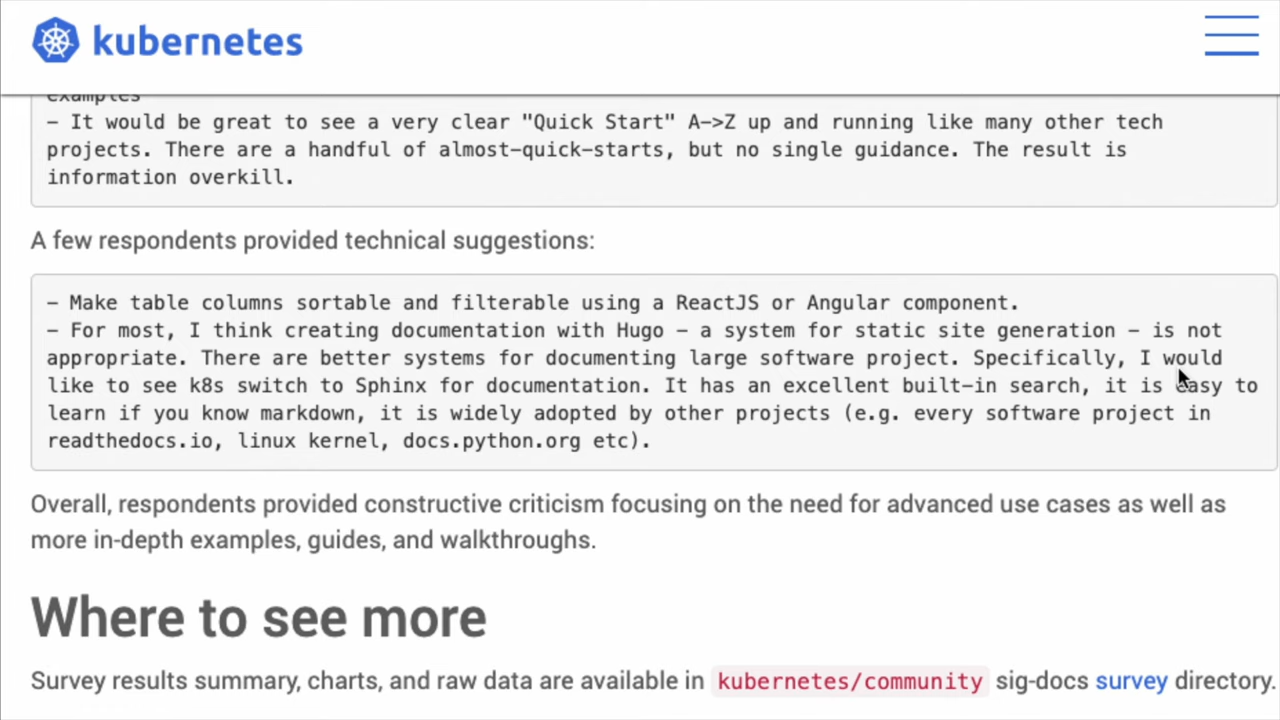 kubernetes
examples
– It would be great to see a very clear "Quick Start" A–>Z up and running like many other tech
projects. There are a handful of almost–quick–starts, but no single guidance. The result is
information overkill.
A few respondents provided technical suggestions:
– Make table columns sortable and filterable using a ReactJS or Angular component.
– For most, I think creating documentation with Hugo – a system for static site generation – is not
appropriate. There are better systems for documenting large software project. Specifically, I would
like to see k8s switch to Sphinx for documentation. It has an excellent built–in search, it is easy to
learn if you know markdown, it is widely adopted by other projects (e.g. every software project in
readthedocs.io, linux kernel, docs.python.org etc).
Overall, respondents provided constructive criticism focusing on the need for advanced use cases as well as
more in-depth examples, guides, and walkthroughs.
Where to see more
Survey results summary, charts, and raw data are available in kubernetes/community sig-docs survey directory.